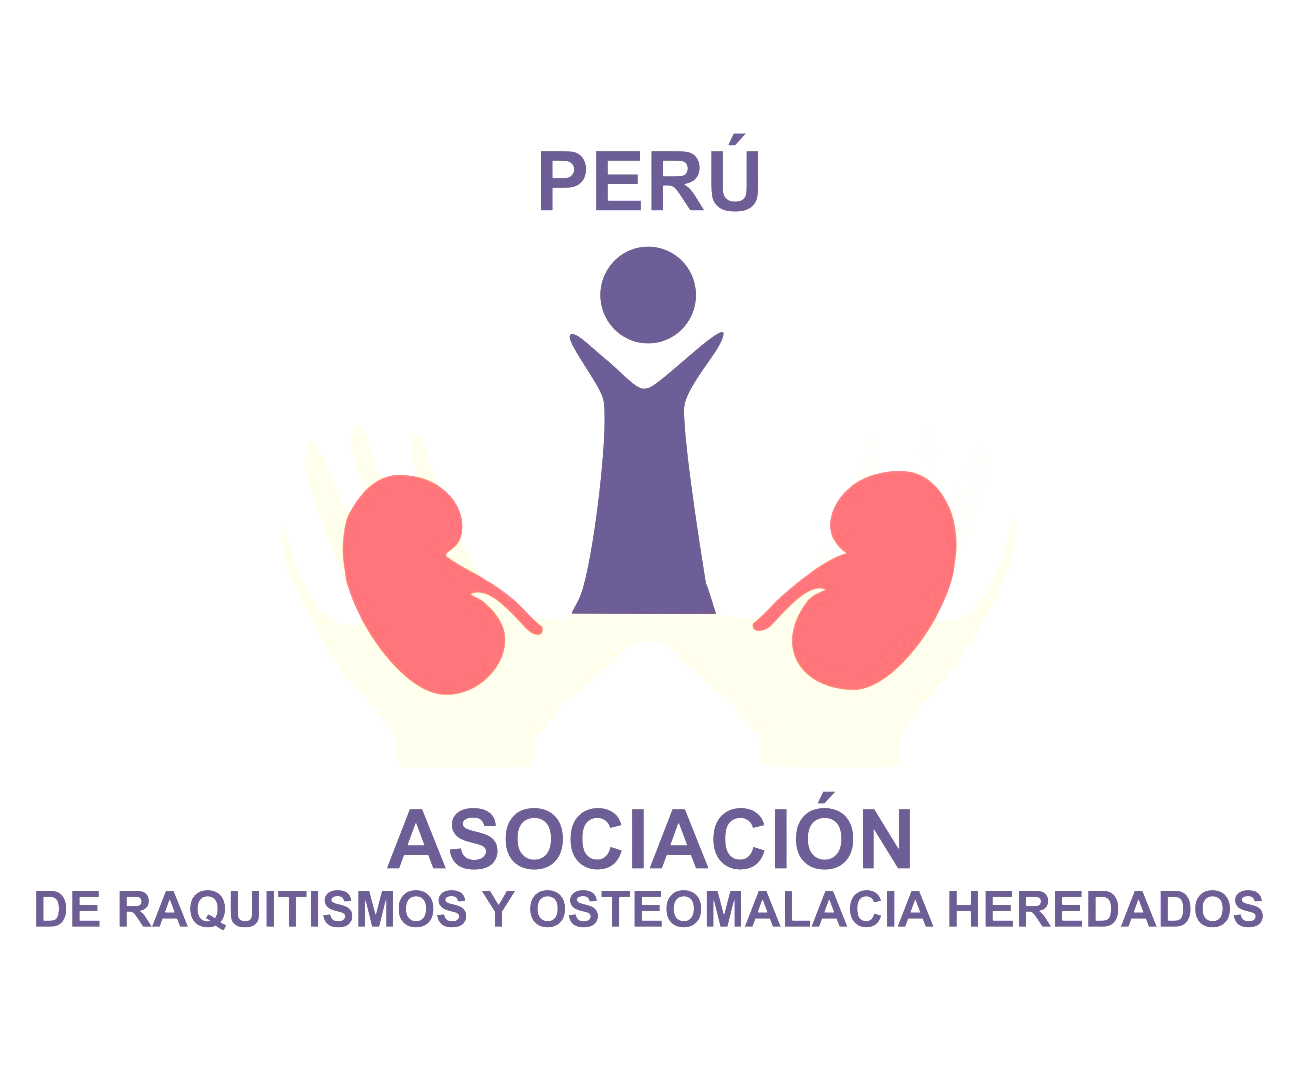 PERÚ
ASOCIACIÓN
DE RAQUITISMOS Y OSTEOMALACIA HEREDADOS